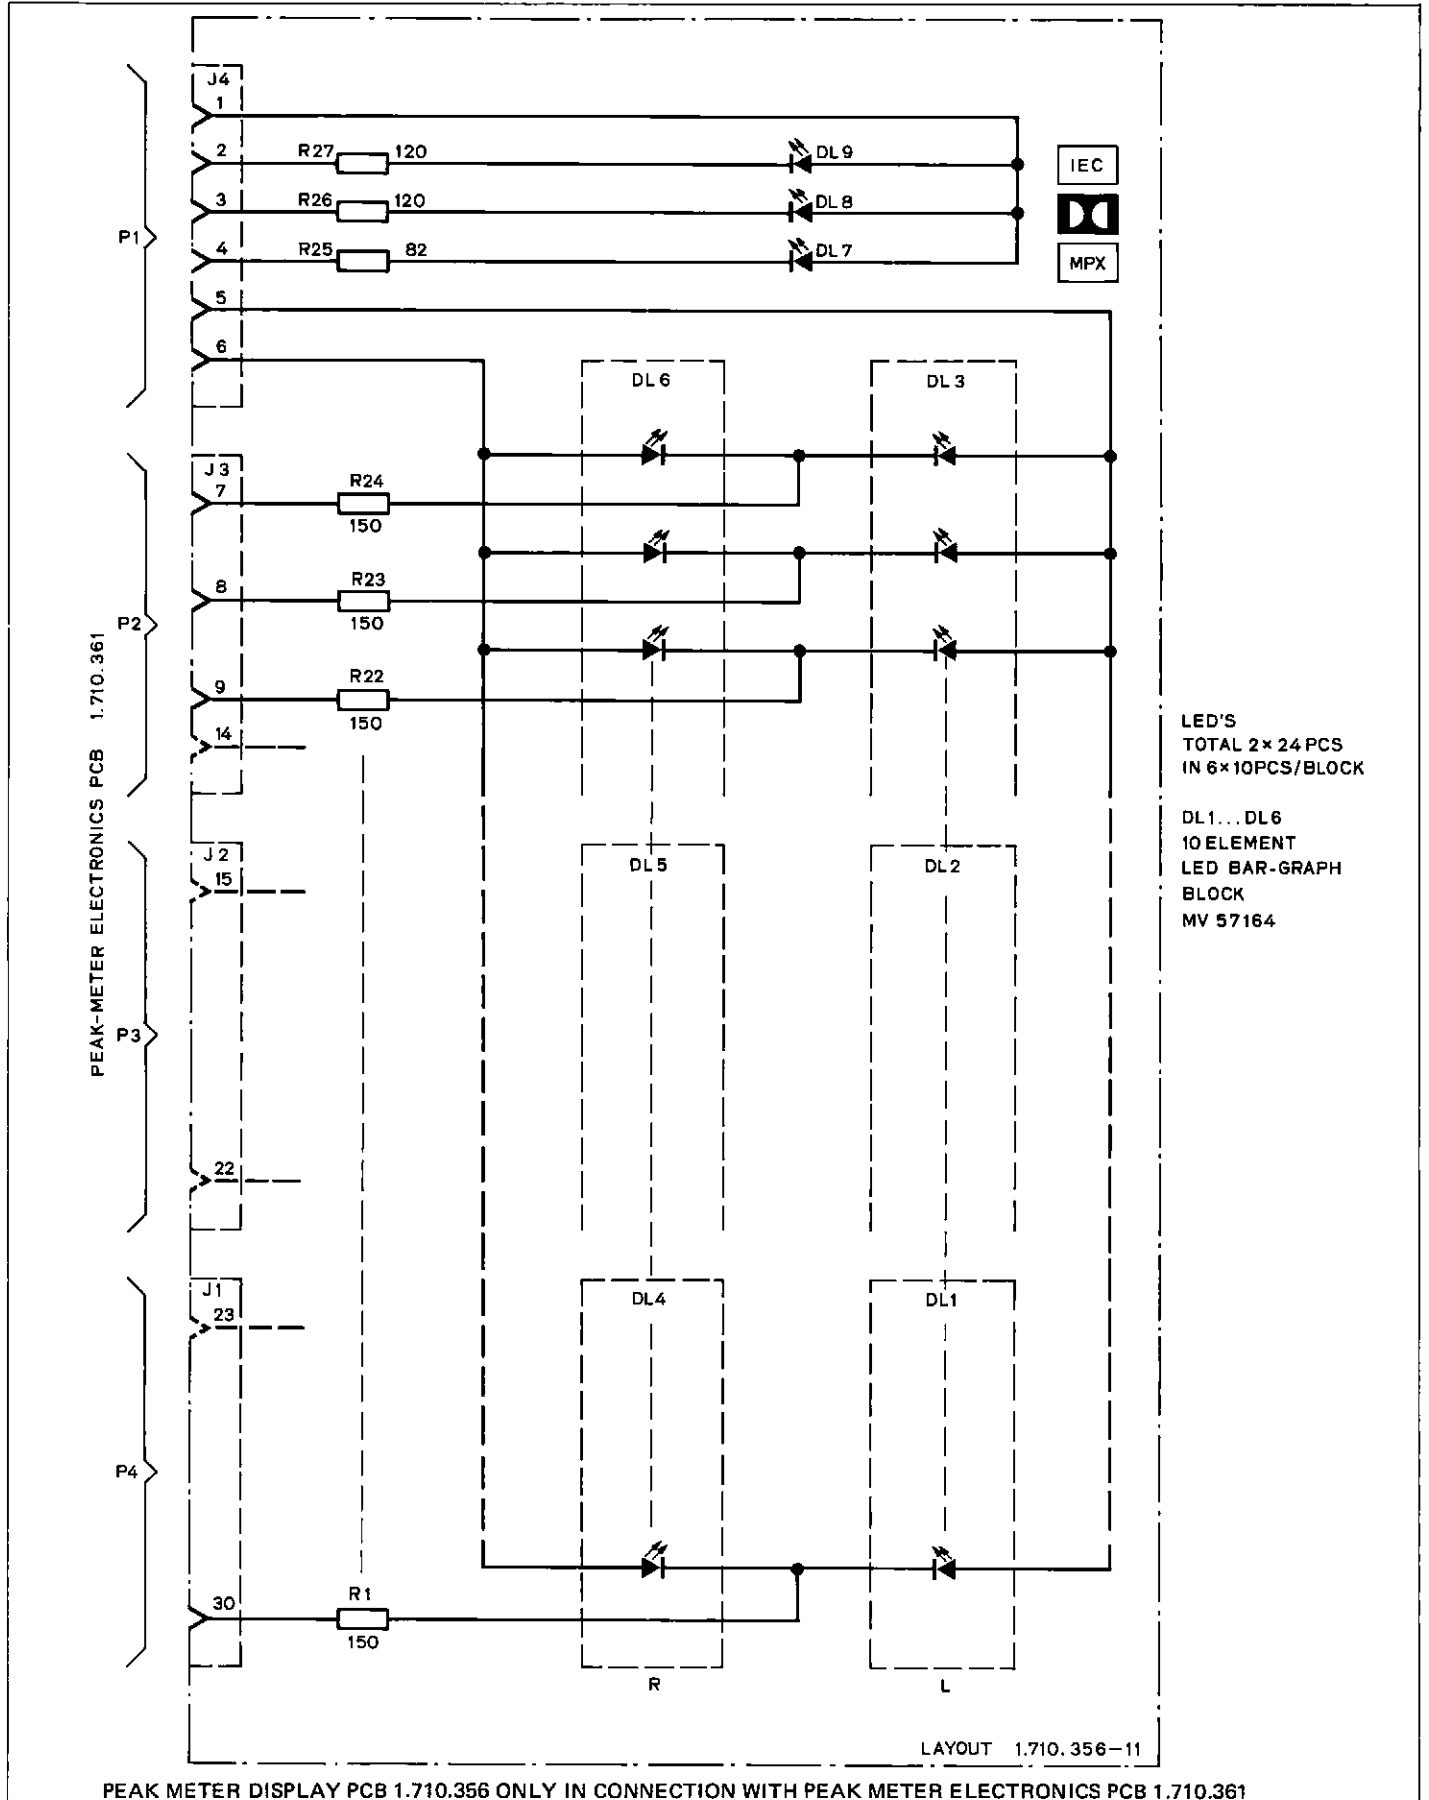 J4
1
2 R27 120 DL9 IEC
3 R26 120 DL8
P1
4 R25 82 DL7 MPX
5
6
DL6 DL3
J3
7 R24
150
8 R23
150
P2
9 R22
150
14
PEAK-METER ELECTRONICS PCB 1.710.361
LED'S
TOTAL 2×24 PCS
IN 6×10PCS/BLOCK
DL1...DL6
10 ELEMENT
LED BAR-GRAPH
BLOCK
MV 57164
J2
15
DL5 DL2
P3
22
J1
23
DL4 DL1
P4
30 R1
150
R L
LAYOUT 1.710.356-11
PEAK METER DISPLAY PCB 1.710.356 ONLY IN CONNECTION WITH PEAK METER ELECTRONICS PCB 1.710.361